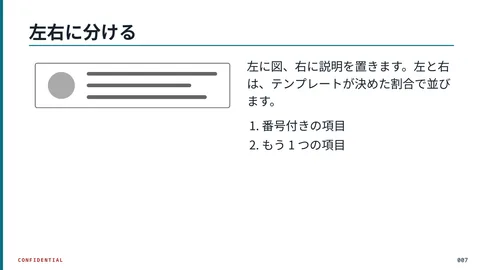 左右に分ける
左に図、右に説明を置きます。左と右
は、テンプレートが決めた割合で並び
ます。
1. 番号付きの項目
2. もう 1 つの項目
CONFIDENTIAL
007